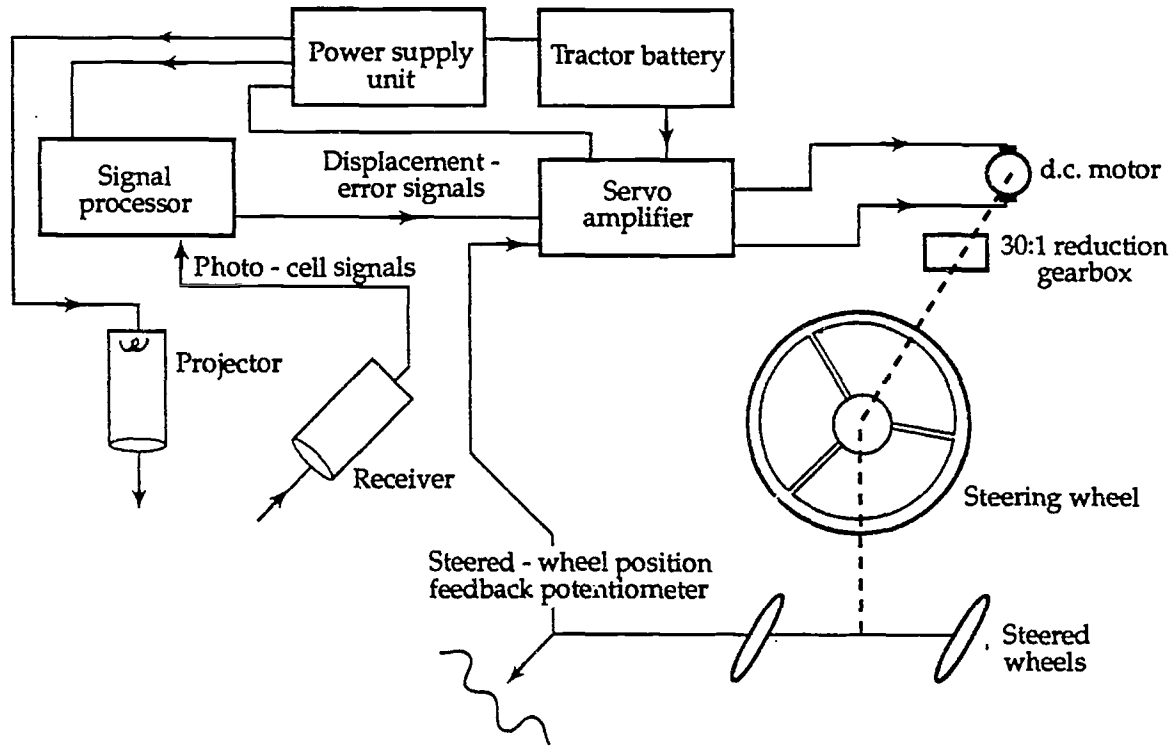 Power supply
unit
Tractor battery
Signal
processor
Displacement -
error signals
Servo
amplifier
d.c. motor
30:1 reduction
gearbox
Photo - cell signals
Projector
Receiver
Steering wheel
Steered - wheel position
feedback potentiometer
Steered
wheels